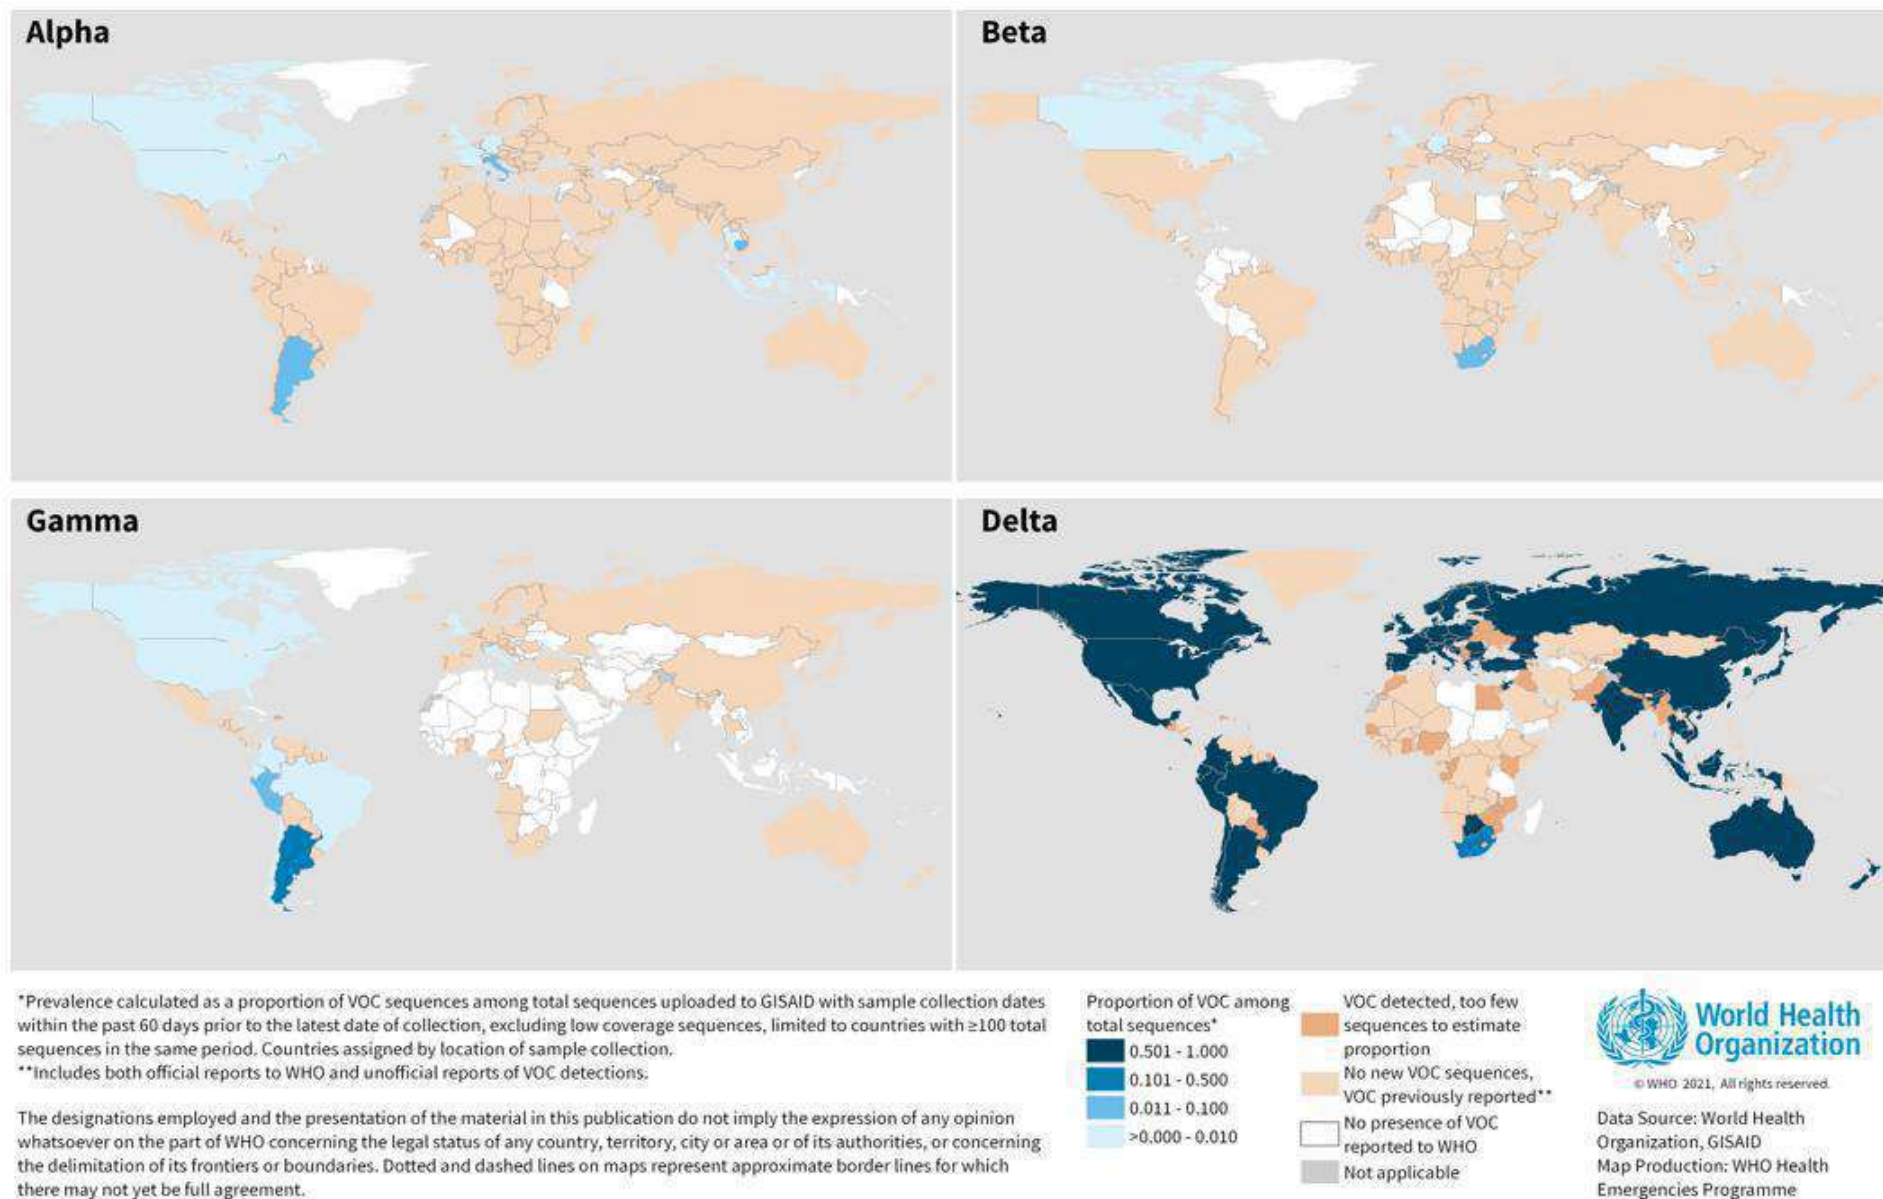 Alpha
Beta
Gamma
Delta
*Prevalence calculated as a proportion of VOC sequences among total sequences uploaded to GISAID with sample collection dates
within the past 60 days prior to the latest date of collection, excluding low coverage sequences, limited to countries with ≥100 total
sequences in the same period. Countries assigned by location of sample collection.
**Includes both official reports to WHO and unofficial reports of VOC detections.
The designations employed and the presentation of the material in this publication do not imply the expression of any opinion
whatsoever on the part of WHO concerning the legal status of any country, territory, city or area or of its authorities, or concerning
the delimitation of its frontiers or boundaries. Dotted and dashed lines on maps represent approximate border lines for which
there may not yet be full agreement.
Proportion of VOC among
total sequences*
0.501 - 1.000
0.101 - 0.500
0.011 - 0.100
>0.000 - 0.010
VOC detected, too few
sequences to estimate
proportion
No new VOC sequences,
VOC previously reported**
No presence of VOC
reported to WHO
Not applicable
World Health
Organization
© WHO 2021, All rights reserved.
Data Source: World Health
Organization, GISAID
Map Production: WHO Health
Emergencies Programme